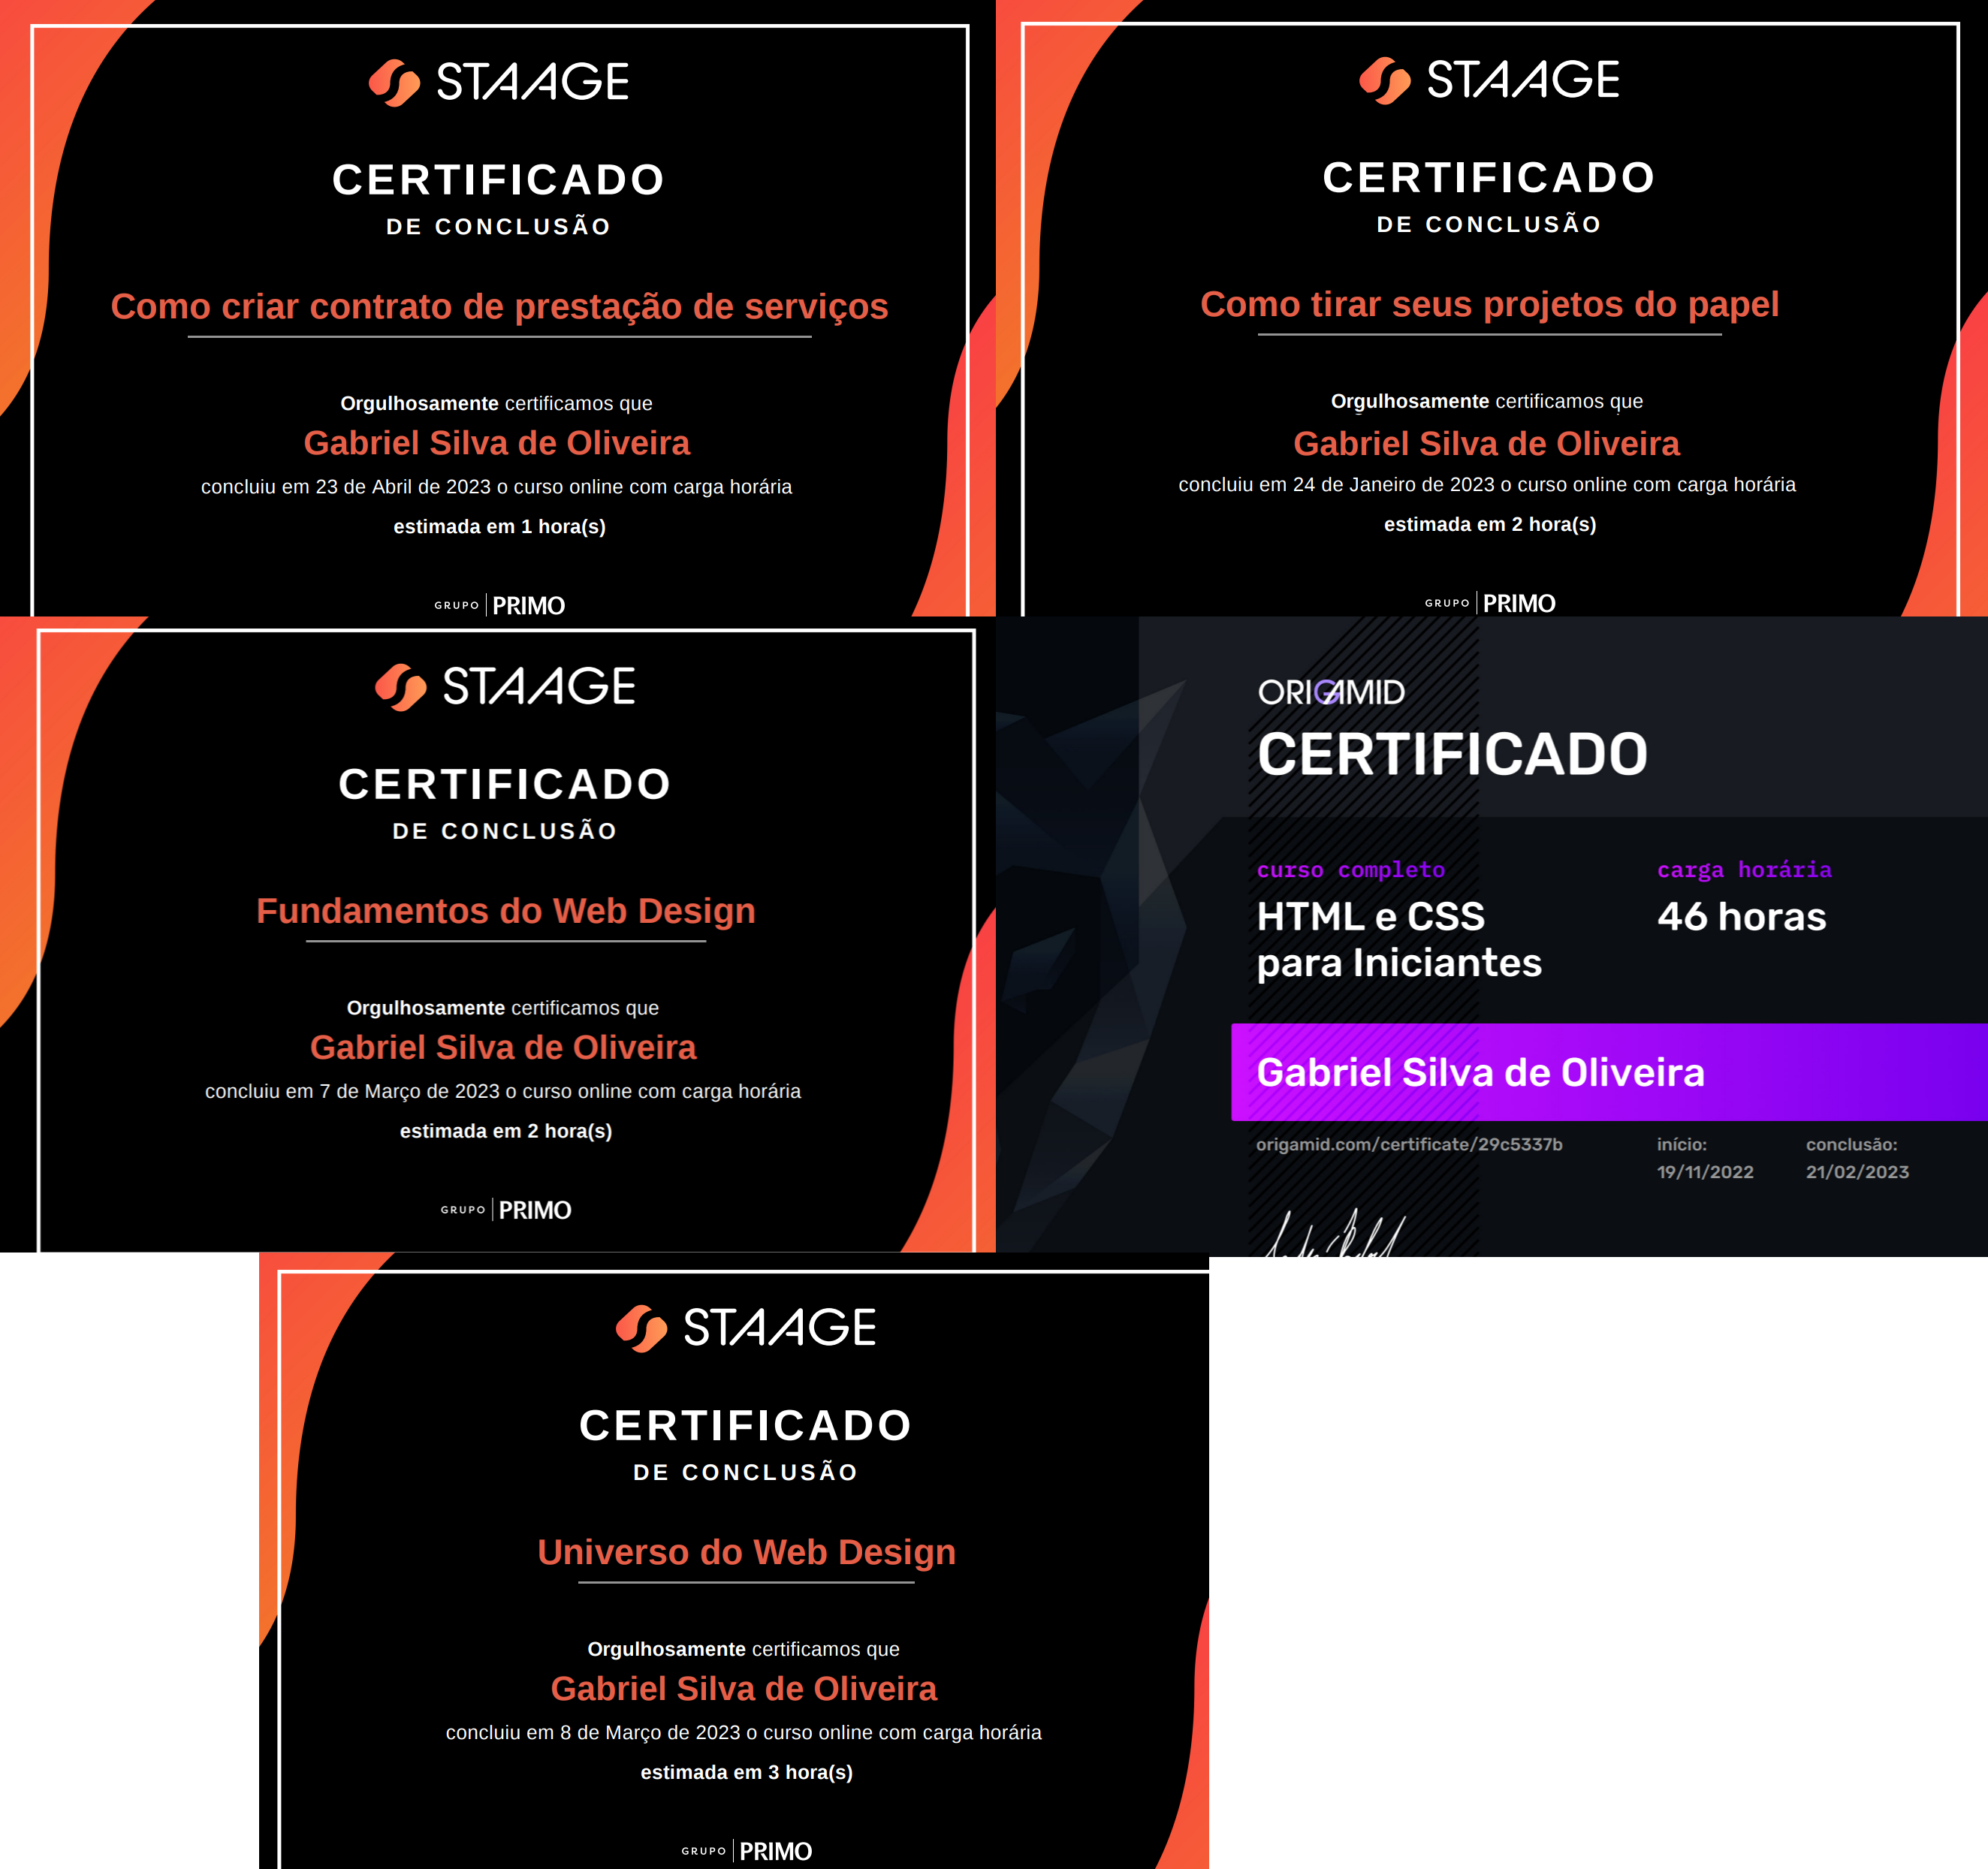 STAAGE
CERTIFICADO
DE CONCLUSÃO
Como criar contrato de prestação de serviços
Orgulhosamente certificamos que
Gabriel Silva de Oliveira
concluiu em 23 de Abril de 2023 o curso online com carga horária
estimada em 1 hora(s)
GRUPO PRIMO
STAAGE
CERTIFICADO
DE CONCLUSÃO
Como tirar seus projetos do papel
Orgulhosamente certificamos que
Gabriel Silva de Oliveira
concluiu em 24 de Janeiro de 2023 o curso online com carga horária
estimada em 2 hora(s)
GRUPO PRIMO
STAAGE
CERTIFICADO
DE CONCLUSÃO
Fundamentos do Web Design
Orgulhosamente certificamos que
Gabriel Silva de Oliveira
concluiu em 7 de Março de 2023 o curso online com carga horária
estimada em 2 hora(s)
GRUPO PRIMO
ORIGAMID
CERTIFICADO
curso completo
HTML e CSS
para Iniciantes
carga horária
46 horas
Gabriel Silva de Oliveira
origamid.com/certificate/29c5337b
início:
19/11/2022
conclusão:
21/02/2023
STAAGE
CERTIFICADO
DE CONCLUSÃO
Universo do Web Design
Orgulhosamente certificamos que
Gabriel Silva de Oliveira
concluiu em 8 de Março de 2023 o curso online com carga horária
estimada em 3 hora(s)
GRUPO PRIMO